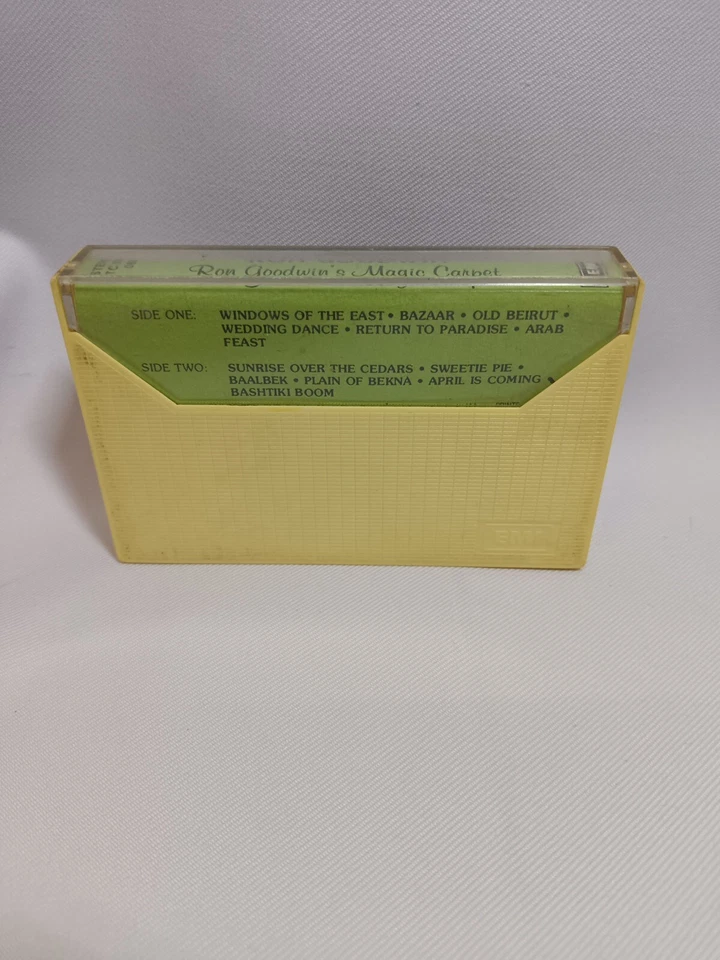 Ron Goodwin's Magic Carpet
SIDE ONE: WINDOWS OF THE EAST • BAZAAR • OLD BEIRUT •
WEDDING DANCE • RETURN TO PARADISE • ARAB
FEAST
SIDE TWO: SUNRISE OVER THE CEDARS • SWEETIE PIE •
BAALBEK • PLAIN OF BEKNA • APRIL IS COMING •
BASHTIKI BOOM
EMI